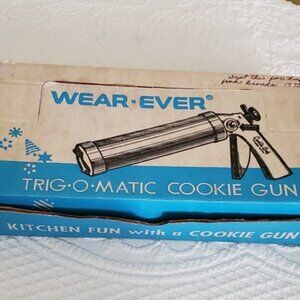 WEAR·EVER®
TRIG·O·MATIC COOKIE GUN
KITCHEN FUN with a COOKIE GUN